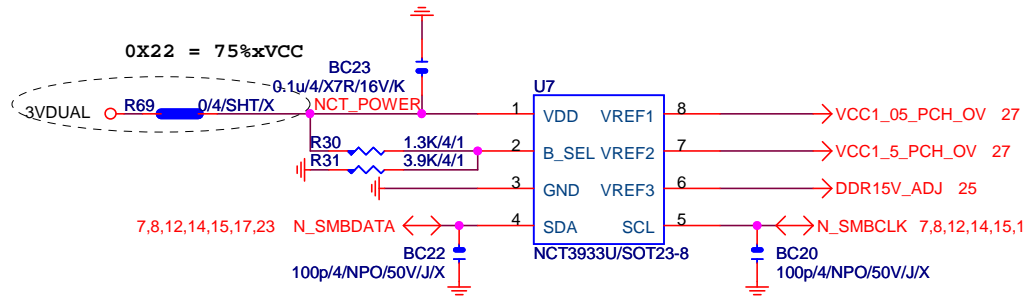 0X22 = 75%xVCC
BC23
0.1u/4/X7R/16V/K
U7
3VDUAL
R69
0/4/SHT/X
NCT_POWER
1
VDD
VREF1
8
VCC1_05_PCH_OV 27
R30
1.3K/4/1
2
B_SEL
VREF2
7
VCC1_5_PCH_OV 27
R31
3.9K/4/1
3
GND
VREF3
6
DDR15V_ADJ 25
7,8,12,14,15,17,23 N_SMBDATA
4
SDA
SCL
5
N_SMBCLK 7,8,12,14,15,1
BC22
100p/4/NPO/50V/J/X
NCT3933U/SOT23-8
BC20
100p/4/NPO/50V/J/X